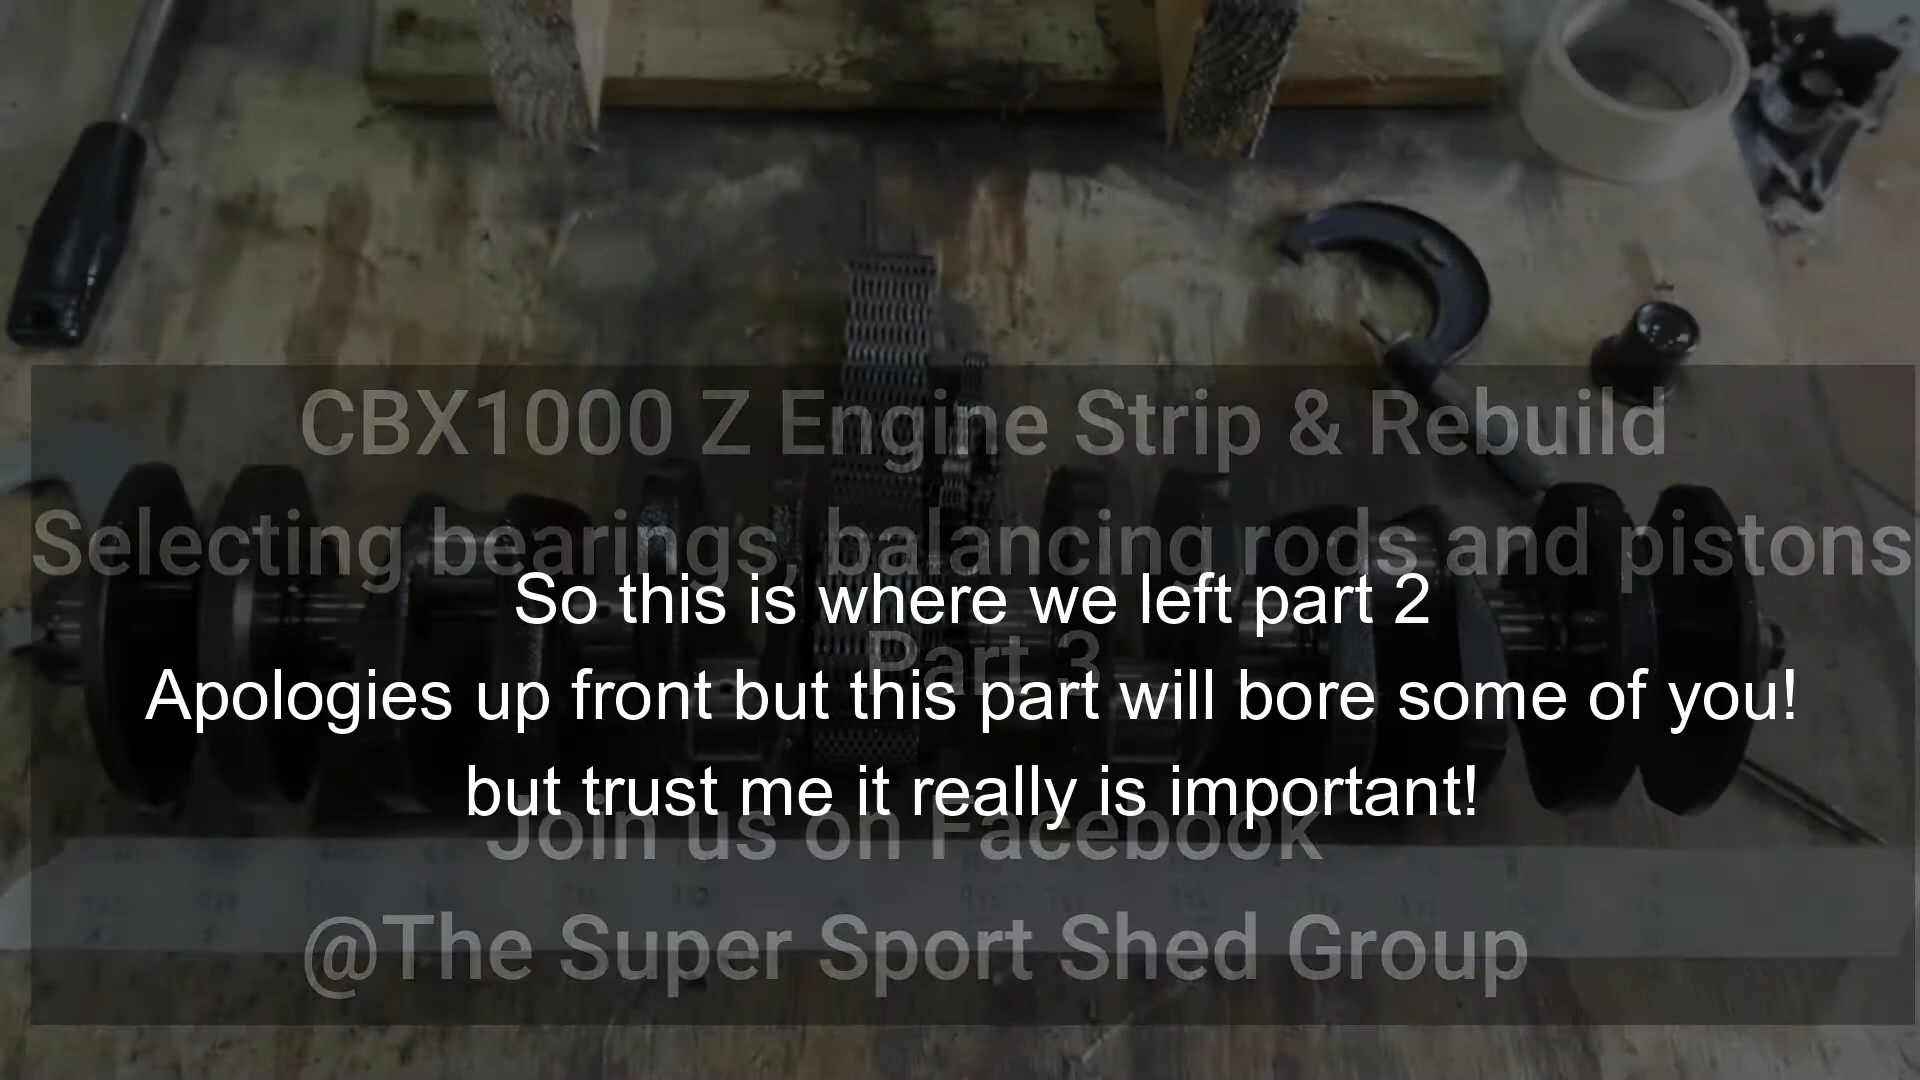 CBX1000 Z Engine Strip & Rebuild
Selecting bearings, balancing rods and pistons
So this is where we left part 2
Part 3
Apologies up front but this part will bore some of you!
but trust me it really is important!
Join us on Facebook
@The Super Sport Shed Group